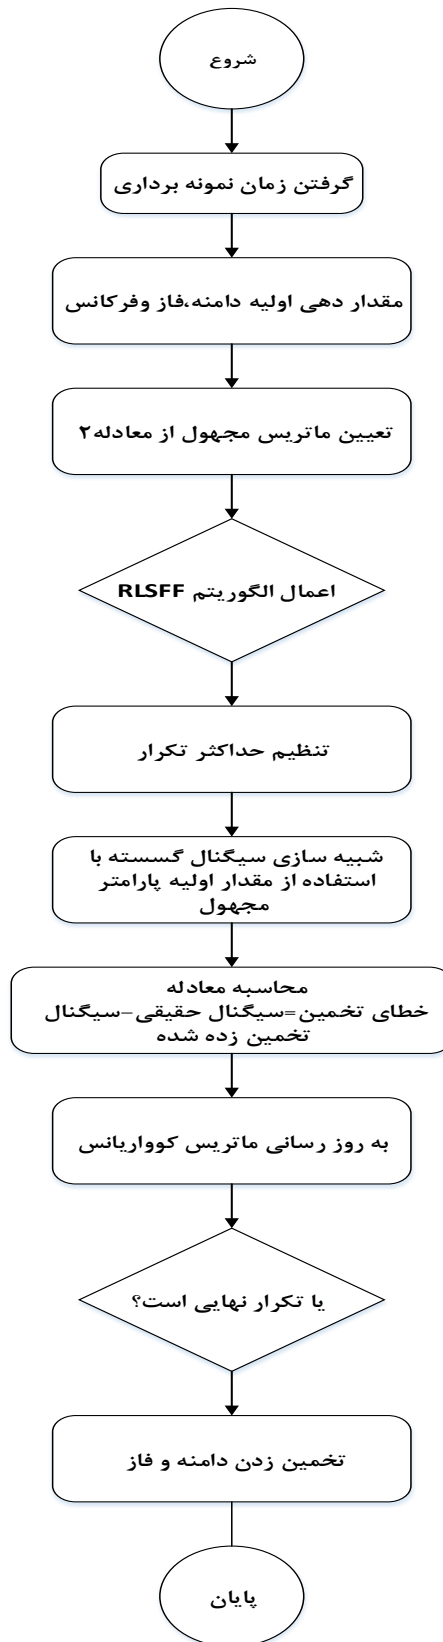 شروع
گرفتن زمان نمونه برداری
مقدار دهی اولیه دامنه،فاز وفرکانس
تعیین ماتریس مجهول از معادله۲
اعمال الگوریتم RLSFF
تنظیم حداکثر تکرار
شبیه سازی سیگنال گسسته با
استفاده از مقدار اولیه پارامتر
مجهول
محاسبه معادله
خطای تخمین=سیگنال حقیقی-سیگنال
تخمین زده شده
به روز رسانی ماتریس کوواریانس
یا تکرار نهایی است؟
تخمین زدن دامنه و فاز
پایان